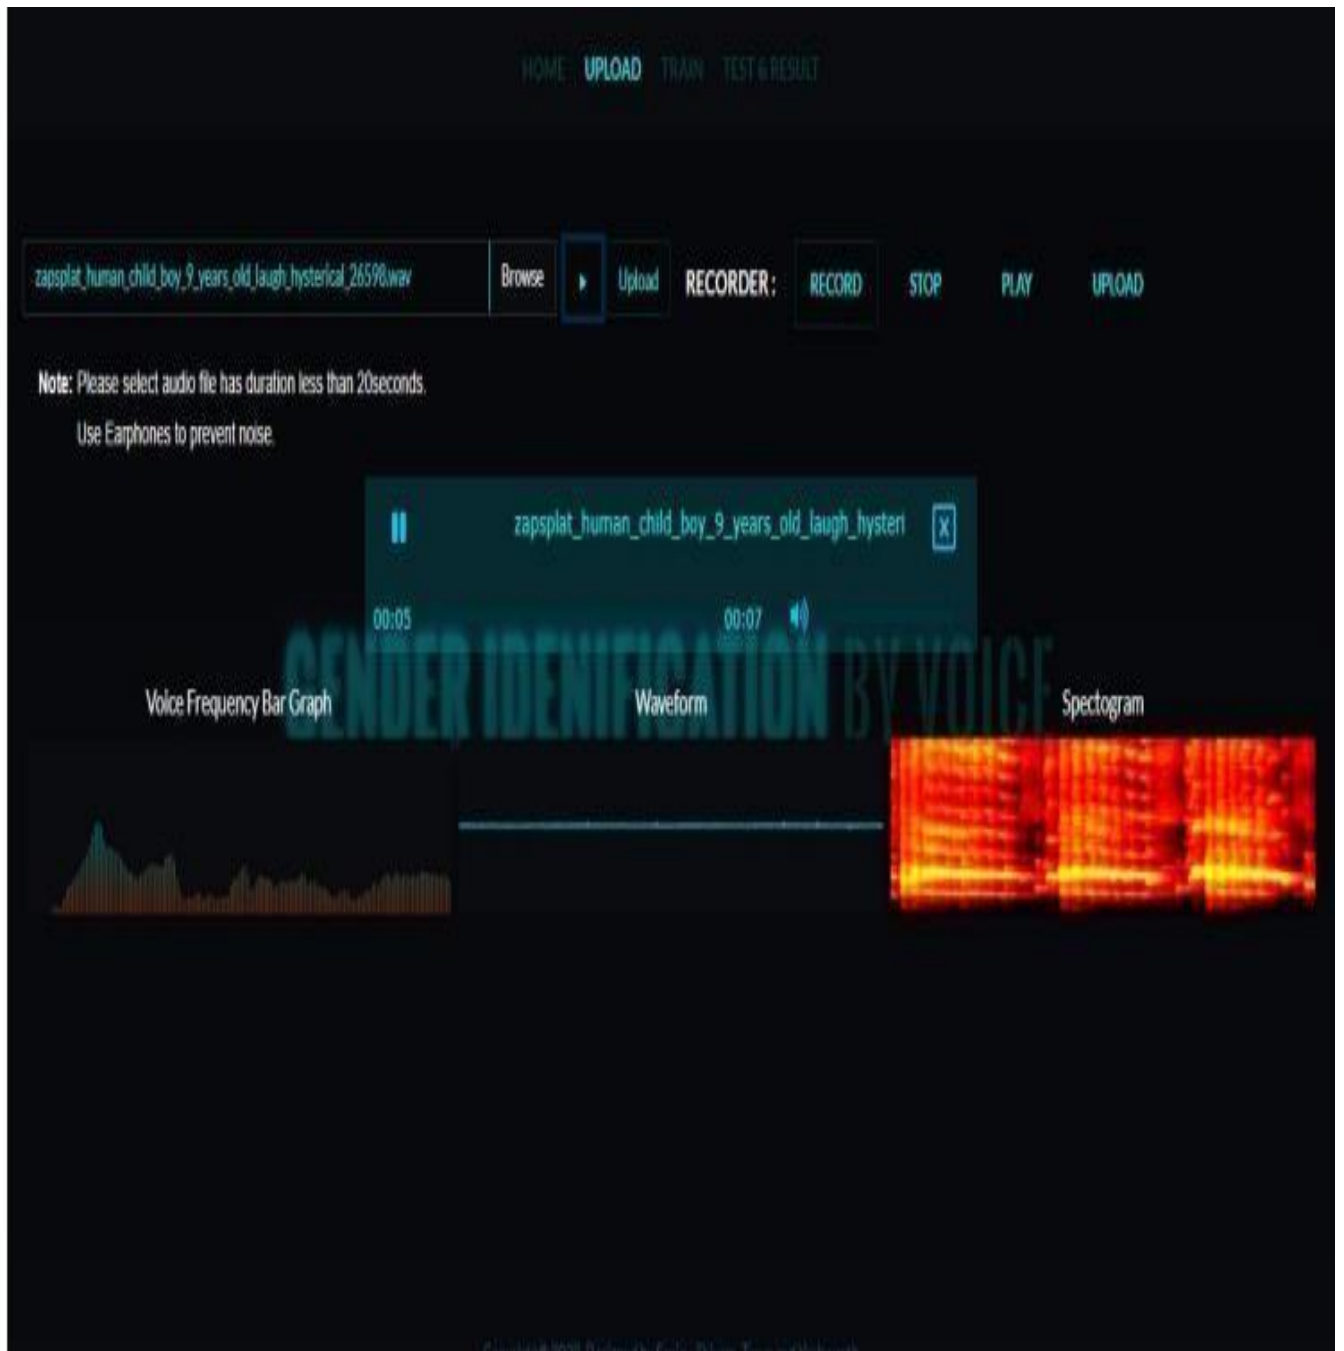 HOME UPLOAD TRAIN TEST & RESULT
zapsplat_human_child_boy_9_years_old_laugh_hysterical_26598.wav Browse Upload RECORDER: RECORD STOP PLAY UPLOAD
Note: Please select audio file has duration less than 20seconds.
Use Earphones to prevent noise.
zapsplat_human_child_boy_9_years_old_laugh_hysteri X
00:05 00:07
GENDER IDENIFICATION BY VOICE
Voice Frequency Bar Graph Waveform Spectogram